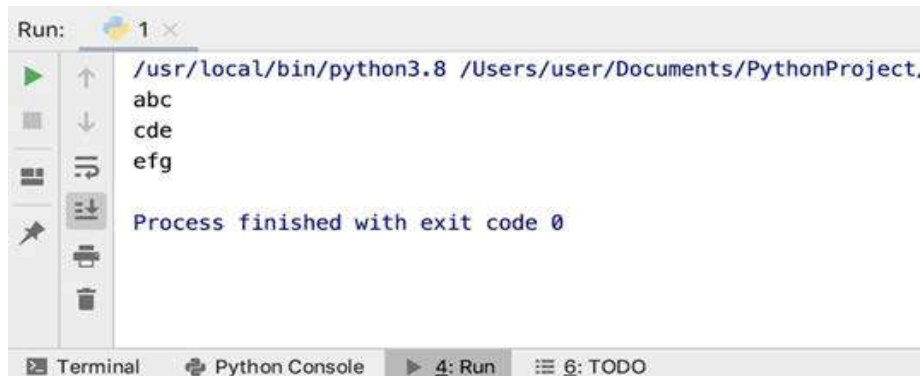 Run: 1
/usr/local/bin/python3.8 /Users/user/Documents/PythonProject/
abc
cde
efg
Process finished with exit code 0
Terminal Python Console 4: Run 6: TODO